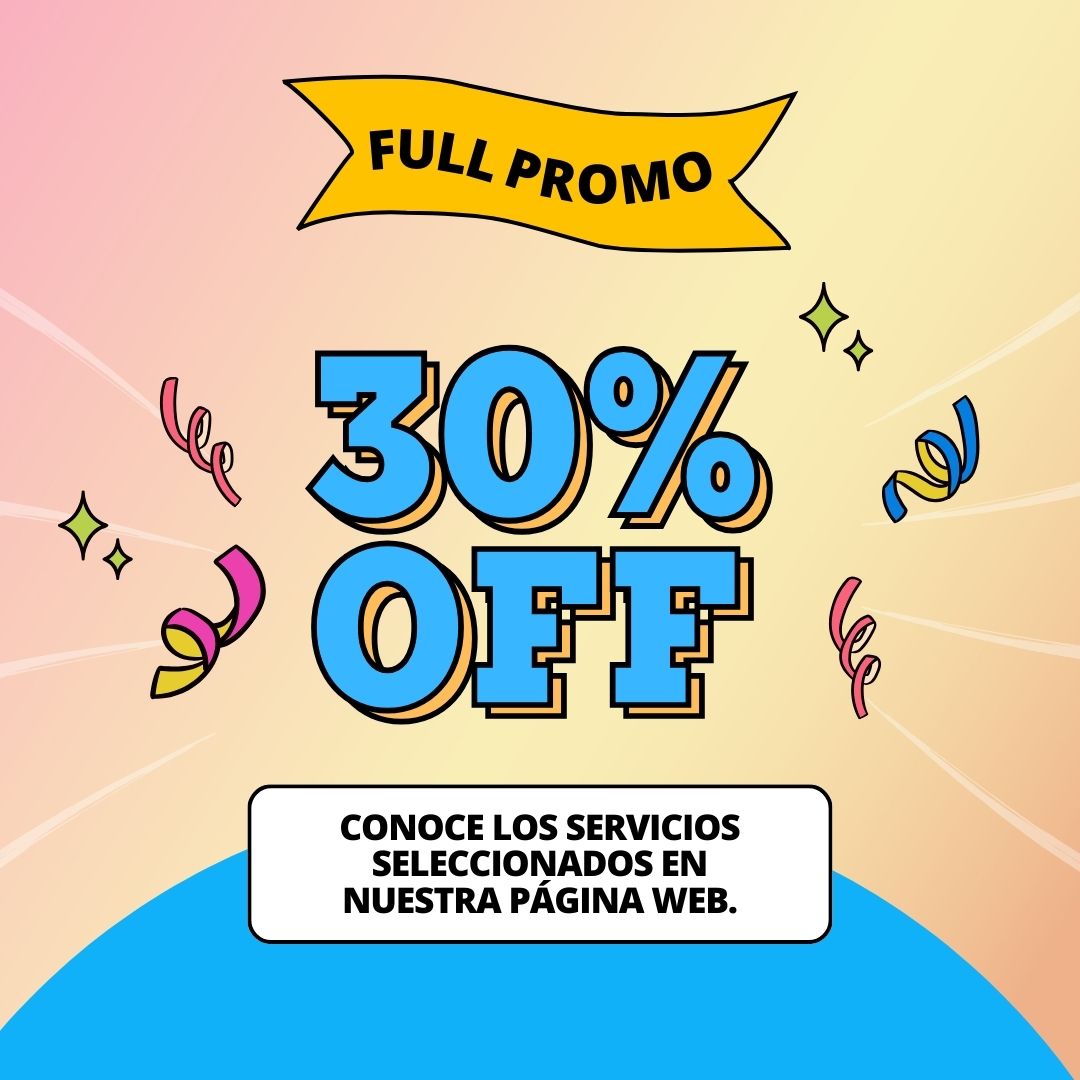 FULL PROMO
30%
OFF
CONOCE LOS SERVICIOS
SELECCIONADOS EN
NUESTRA PÁGINA WEB.